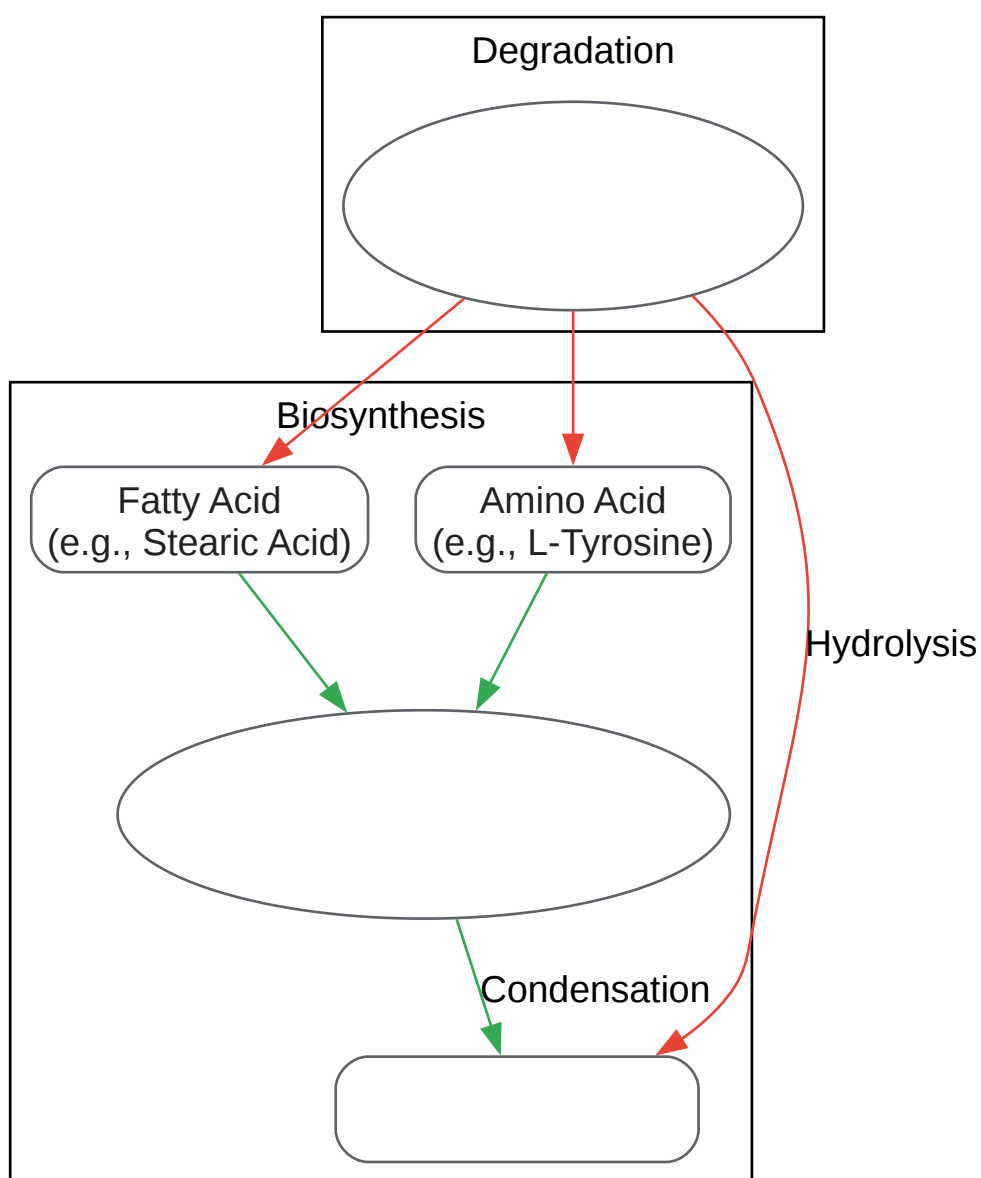 Degradation
Biosynthesis
Fatty Acid
(e.g., Stearic Acid)
Amino Acid
(e.g., L-Tyrosine)
Hydrolysis
Condensation